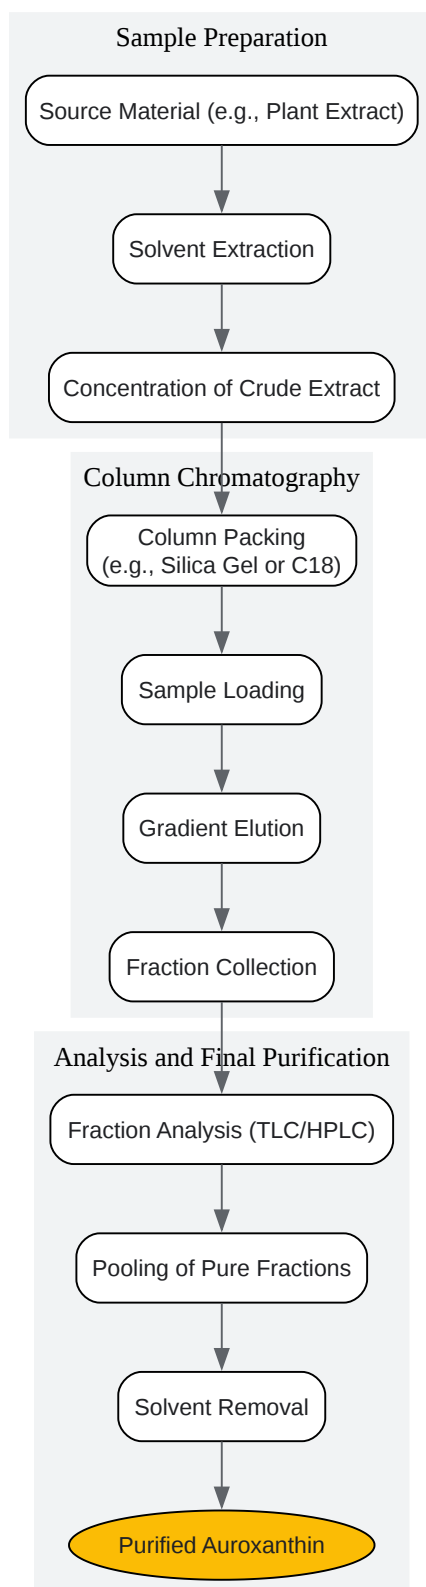 Sample Preparation
Source Material (e.g., Plant Extract)
Solvent Extraction
Concentration of Crude Extract
Column Chromatography
Column Packing
(e.g., Silica Gel or C18)
Sample Loading
Gradient Elution
Fraction Collection
Analysis and Final Purification
Fraction Analysis (TLC/HPLC)
Pooling of Pure Fractions
Solvent Removal
Purified Auroxanthin